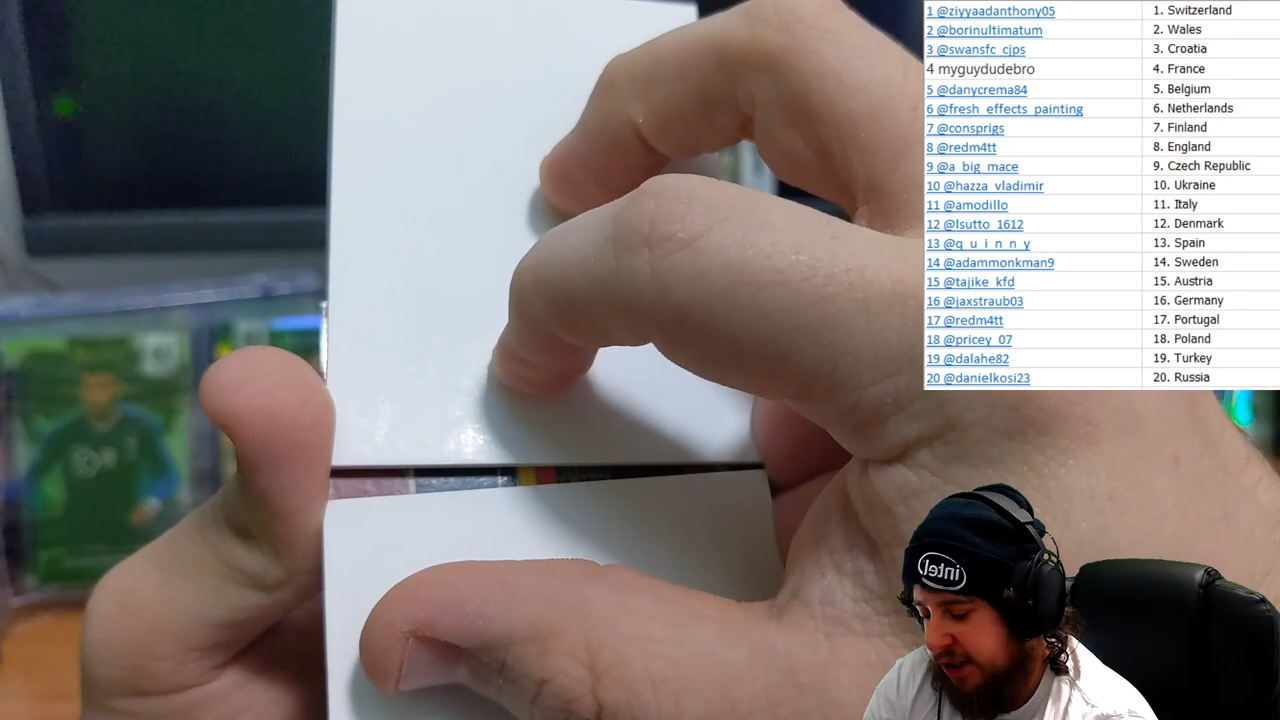 1 @ziyyaadanthony05 1. Switzerland
2 @borinultimatum 2. Wales
3 @swansfc_cjps 3. Croatia
4 myguydudebro 4. France
5 @danycrema84 5. Belgium
6 @fresh_effects_painting 6. Netherlands
7 @consprigs 7. Finland
8 @redm4tt 8. England
9 @a_big_mace 9. Czech Republic
10 @hazza_vladimir 10. Ukraine
11 @amodillo 11. Italy
12 @lsutto_1612 12. Denmark
13 @q_u_i_n_n_y 13. Spain
14 @adammonkman9 14. Sweden
15 @tajike_kfd 15. Austria
16 @jaxstraub03 16. Germany
17 @redm4tt 17. Portugal
18 @pricey_07 18. Poland
19 @dalahe82 19. Turkey
20 @danielkosi23 20. Russia
intel